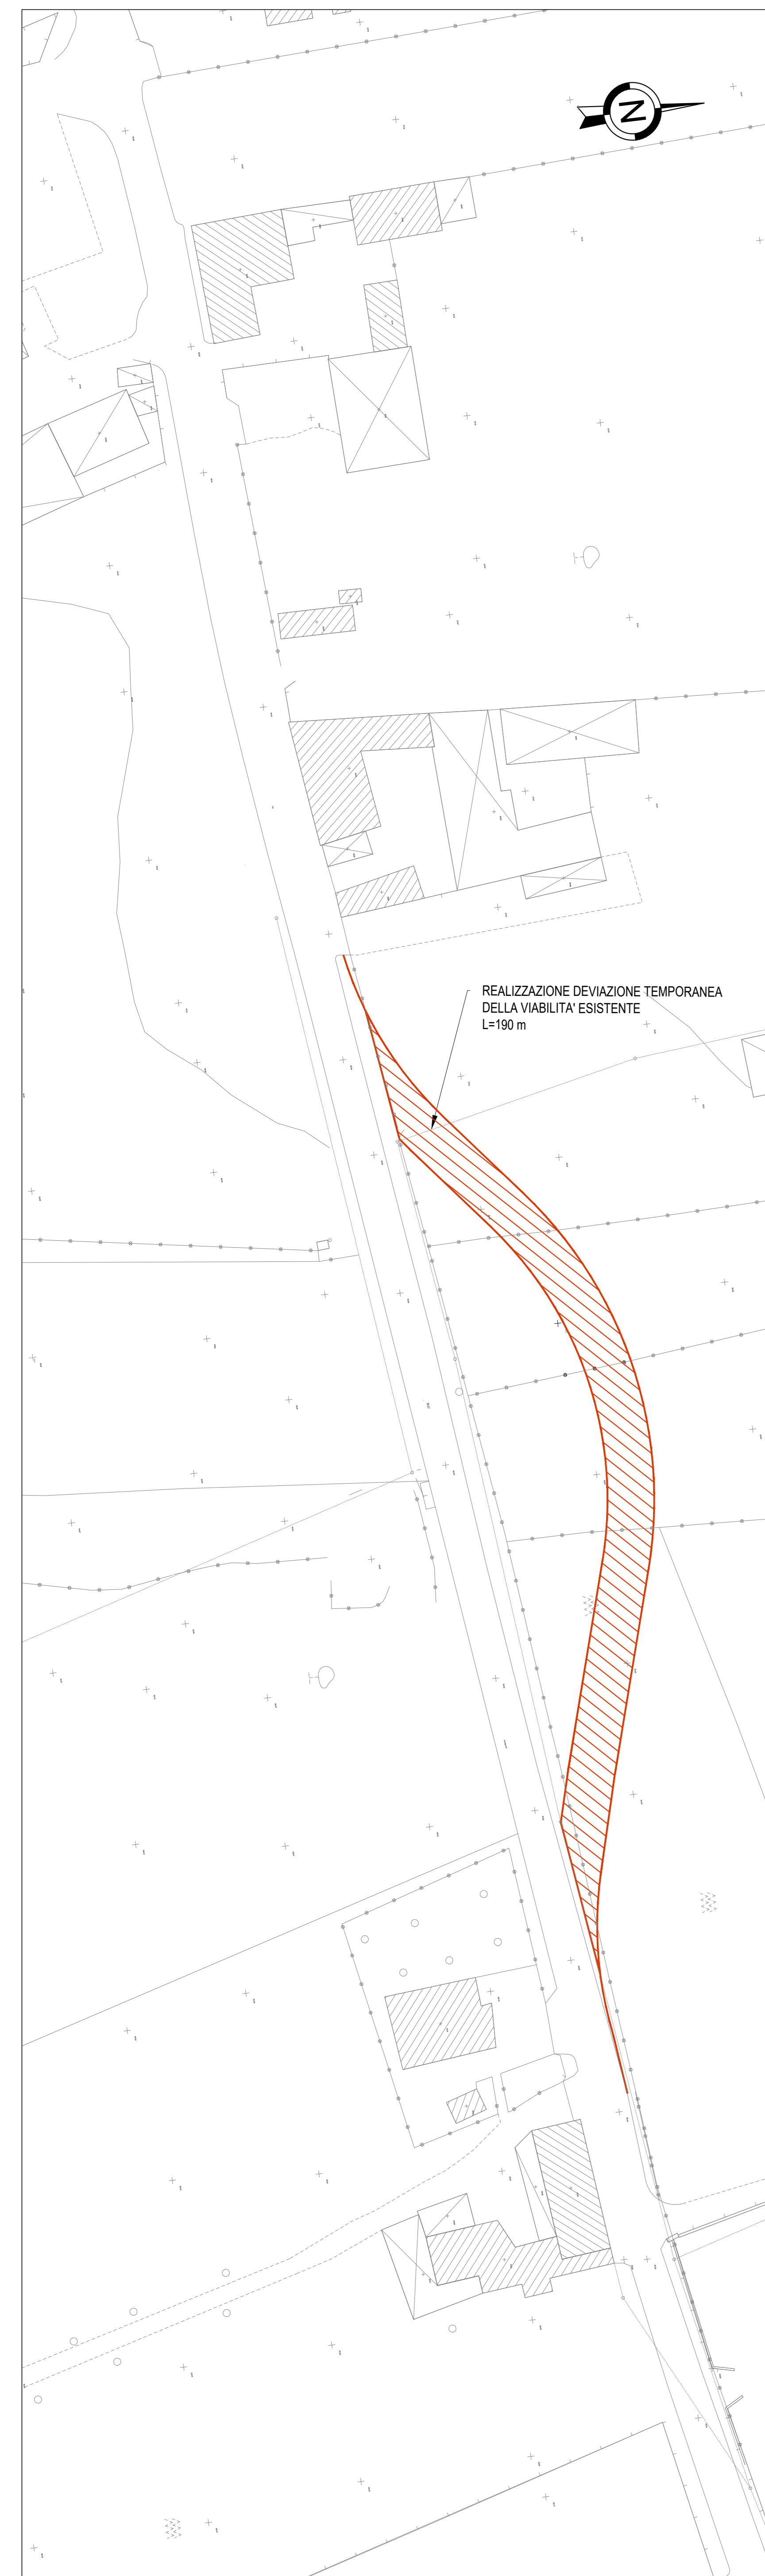 N
REALIZZAZIONE DEVIAZIONE TEMPORANEA
DELLA VIABILITA' ESISTENTE
L=190 m